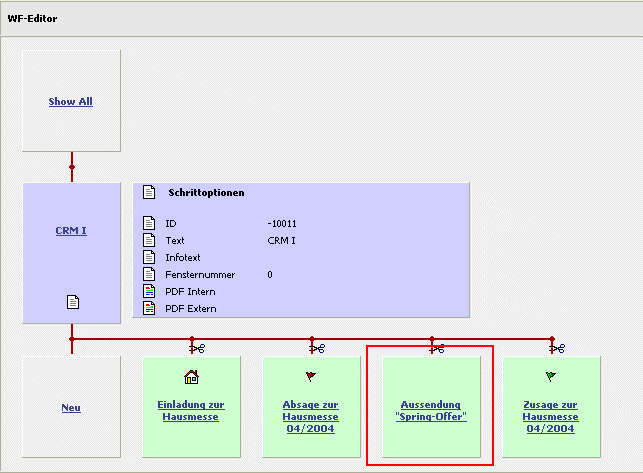 WF-Editor
Show All
CRM I
Schrittoptionen
ID -10011
Text CRM I
Infotext
Fensternummer 0
PDF Intern
PDF Extern
Neu
Einladung zur
Hausmesse
Absage zur
Hausmesse
04/2004
Aussendung
"Spring-Offer"
Zusage zur
Hausmesse
04/2004